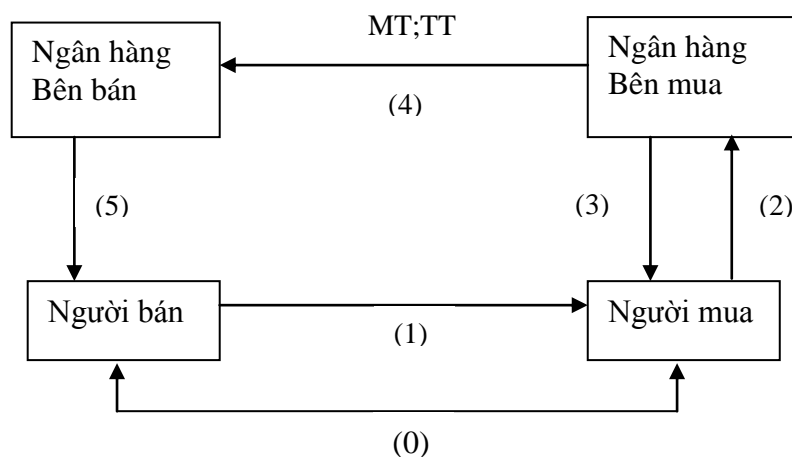 MT;TT
Ngân hàng
Bên bán
Ngân hàng
Bên mua
(4)
(5)
(3)
(2)
Người bán
Người mua
(1)
(0)